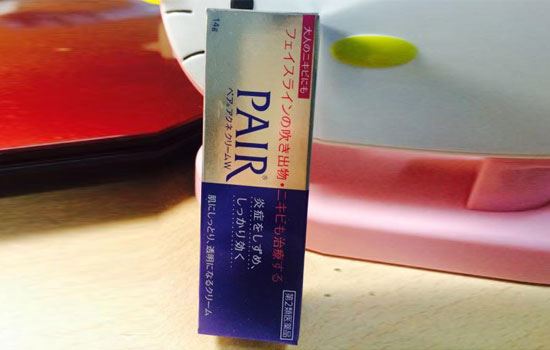 大人のニキビにも
フェイスラインの吹き出物・ニキビも治療する
PAIR®
ペア®アクネクリームW
14g
炎症をしずめ、
しっかり効く
肌にしっとり、透明になるクリーム
第2類医薬品